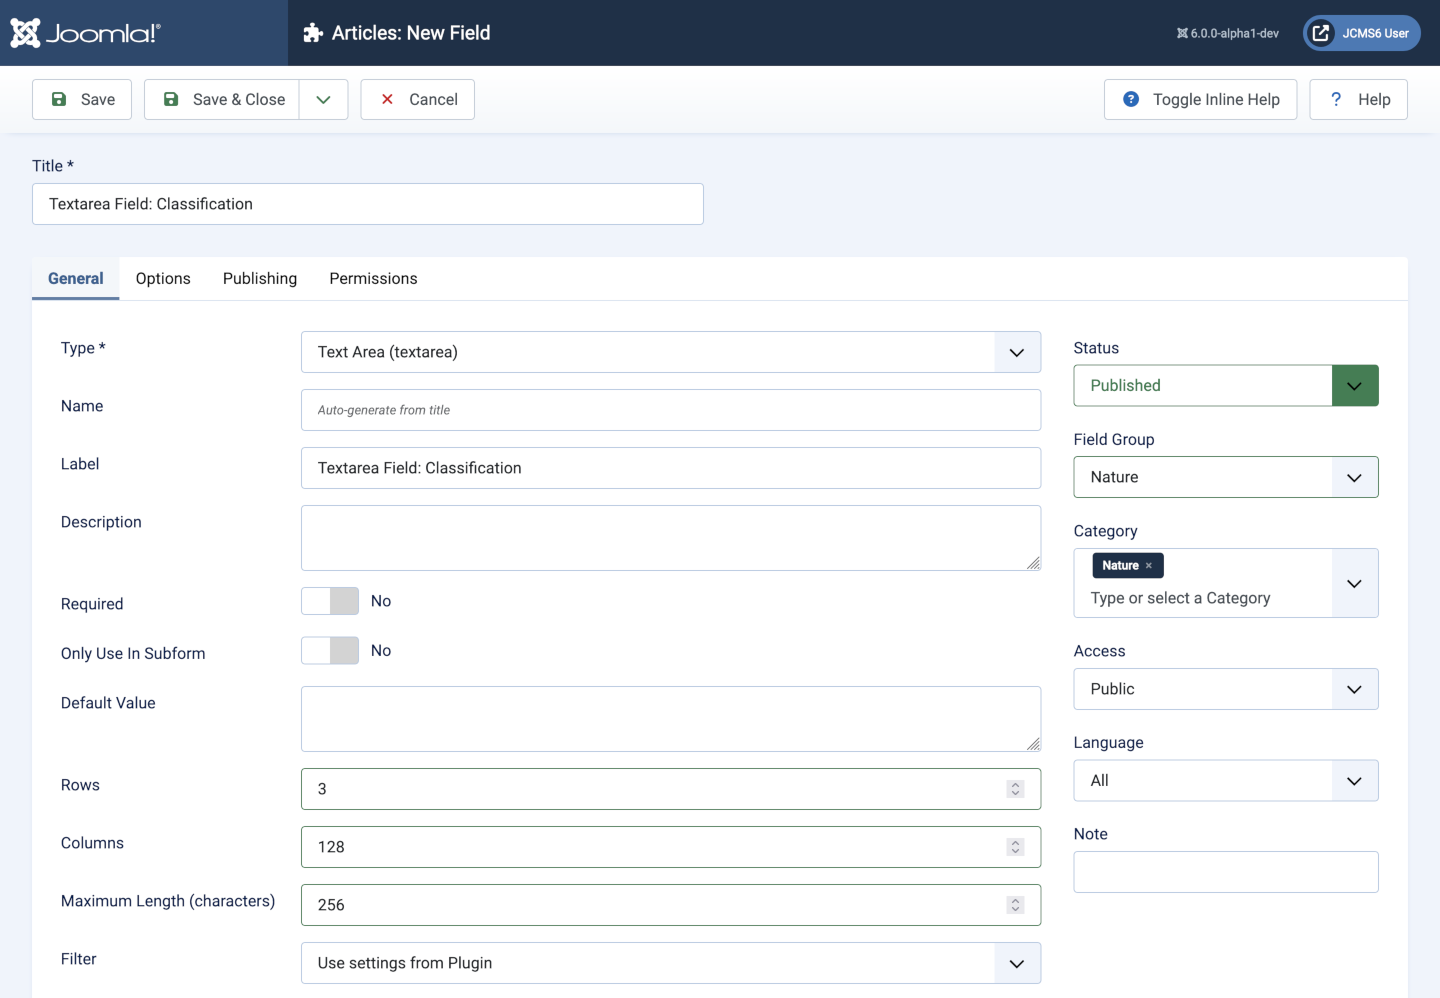 Joomla!®
Articles: New Field
6.0.0-alpha1-dev
JCMS6 User
Save
Save & Close
Cancel
Toggle Inline Help
Help
Title *
Textarea Field: Classification
General
Options
Publishing
Permissions
Type *
Text Area (textarea)
Name
Auto-generate from title
Label
Textarea Field: Classification
Description
Required
No
Only Use In Subform
No
Default Value
Rows
3
Columns
128
Maximum Length (characters)
256
Filter
Use settings from Plugin
Status
Published
Field Group
Nature
Category
Nature ×
Type or select a Category
Access
Public
Language
All
Note